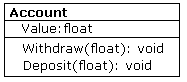 Account
Value:float
Withdraw(float): void
Deposit(float): void